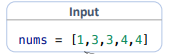 Input
nums = [1,3,3,4,4]